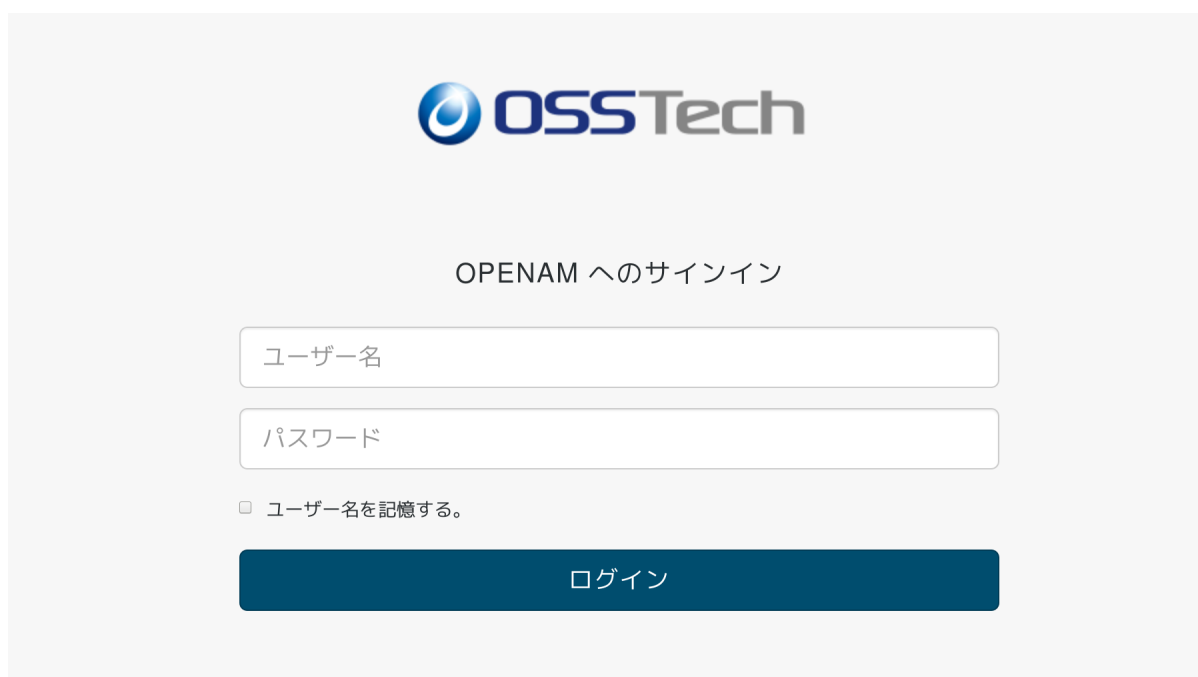 OSSTech
OPENAM へのサインイン
ユーザー名
パスワード
ユーザー名を記憶する。
ログイン